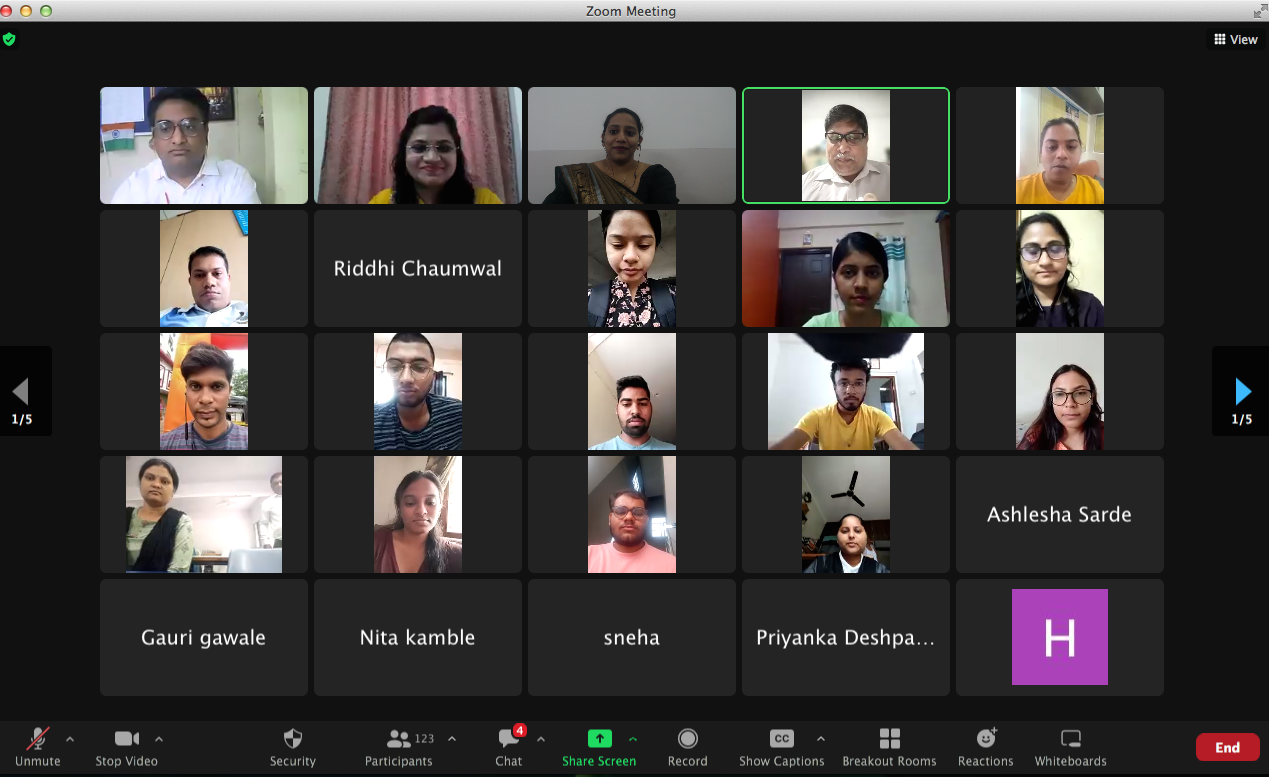 Zoom Meeting
View
Riddhi Chaumwal
1/5
1/5
Ashlesha Sarde
Gauri gawale
Nita kamble
sneha
Priyanka Deshpa...
H
Unmute
Stop Video
Security
Participants
123
Chat
4
Share Screen
Record
CC
Show Captions
Breakout Rooms
Reactions
Whiteboards
End